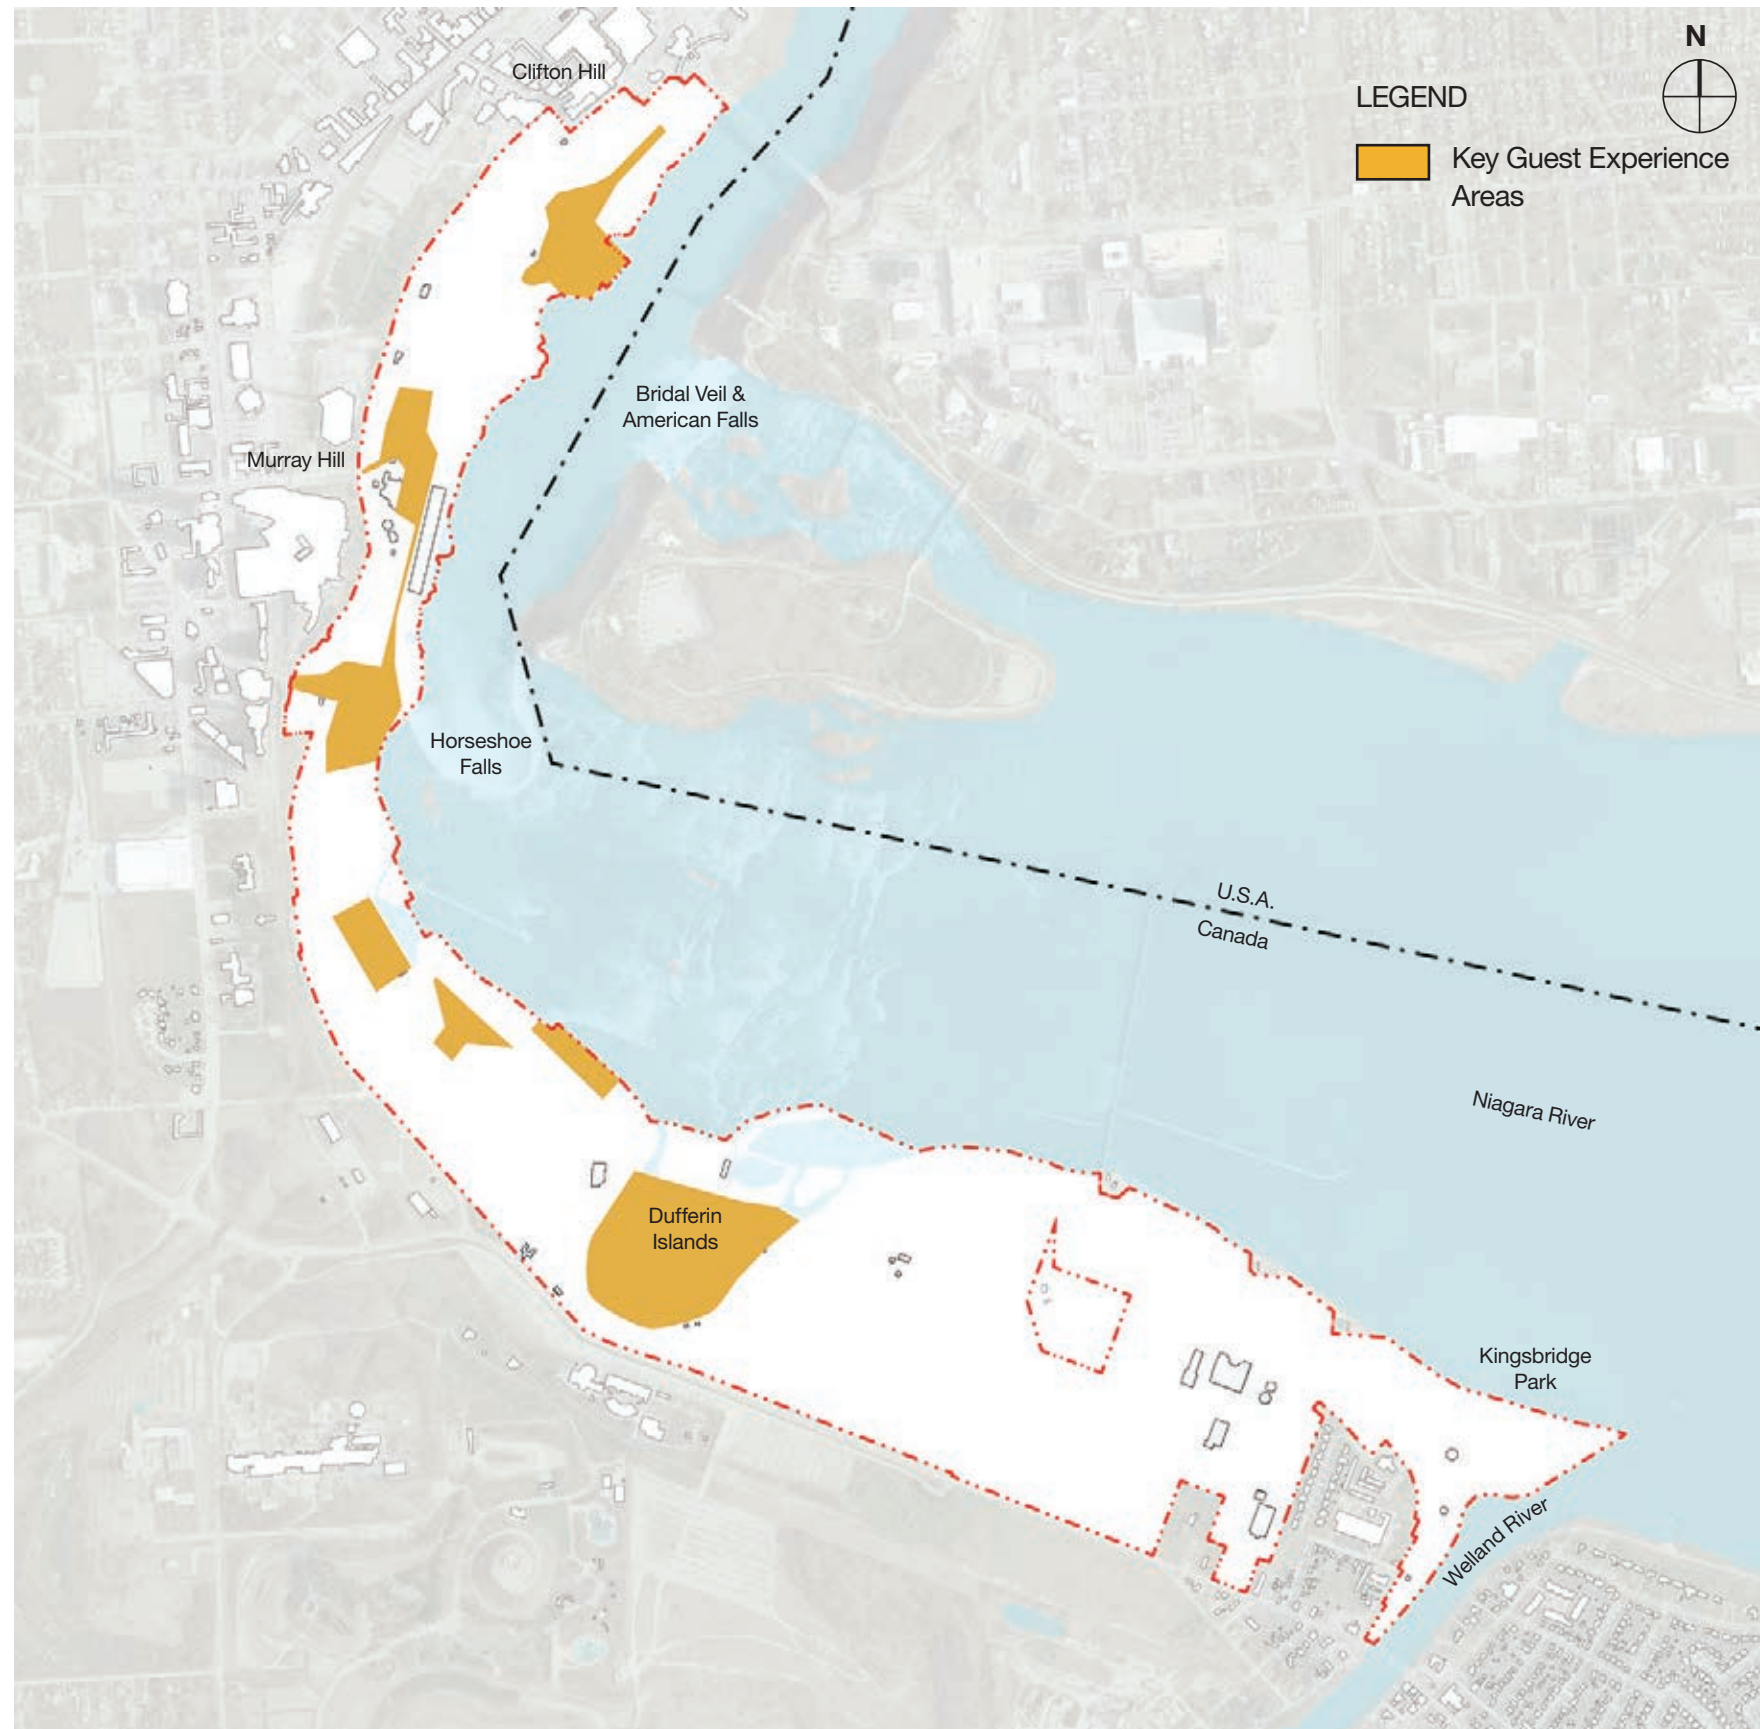 N
LEGEND
Key Guest Experience
Areas
Clifton Hill
Bridal Veil &
American Falls
Murray Hill
Horseshoe
Falls
U.S.A.
Canada
Niagara River
Dufferin
Islands
Kingsbridge
Park
Welland River